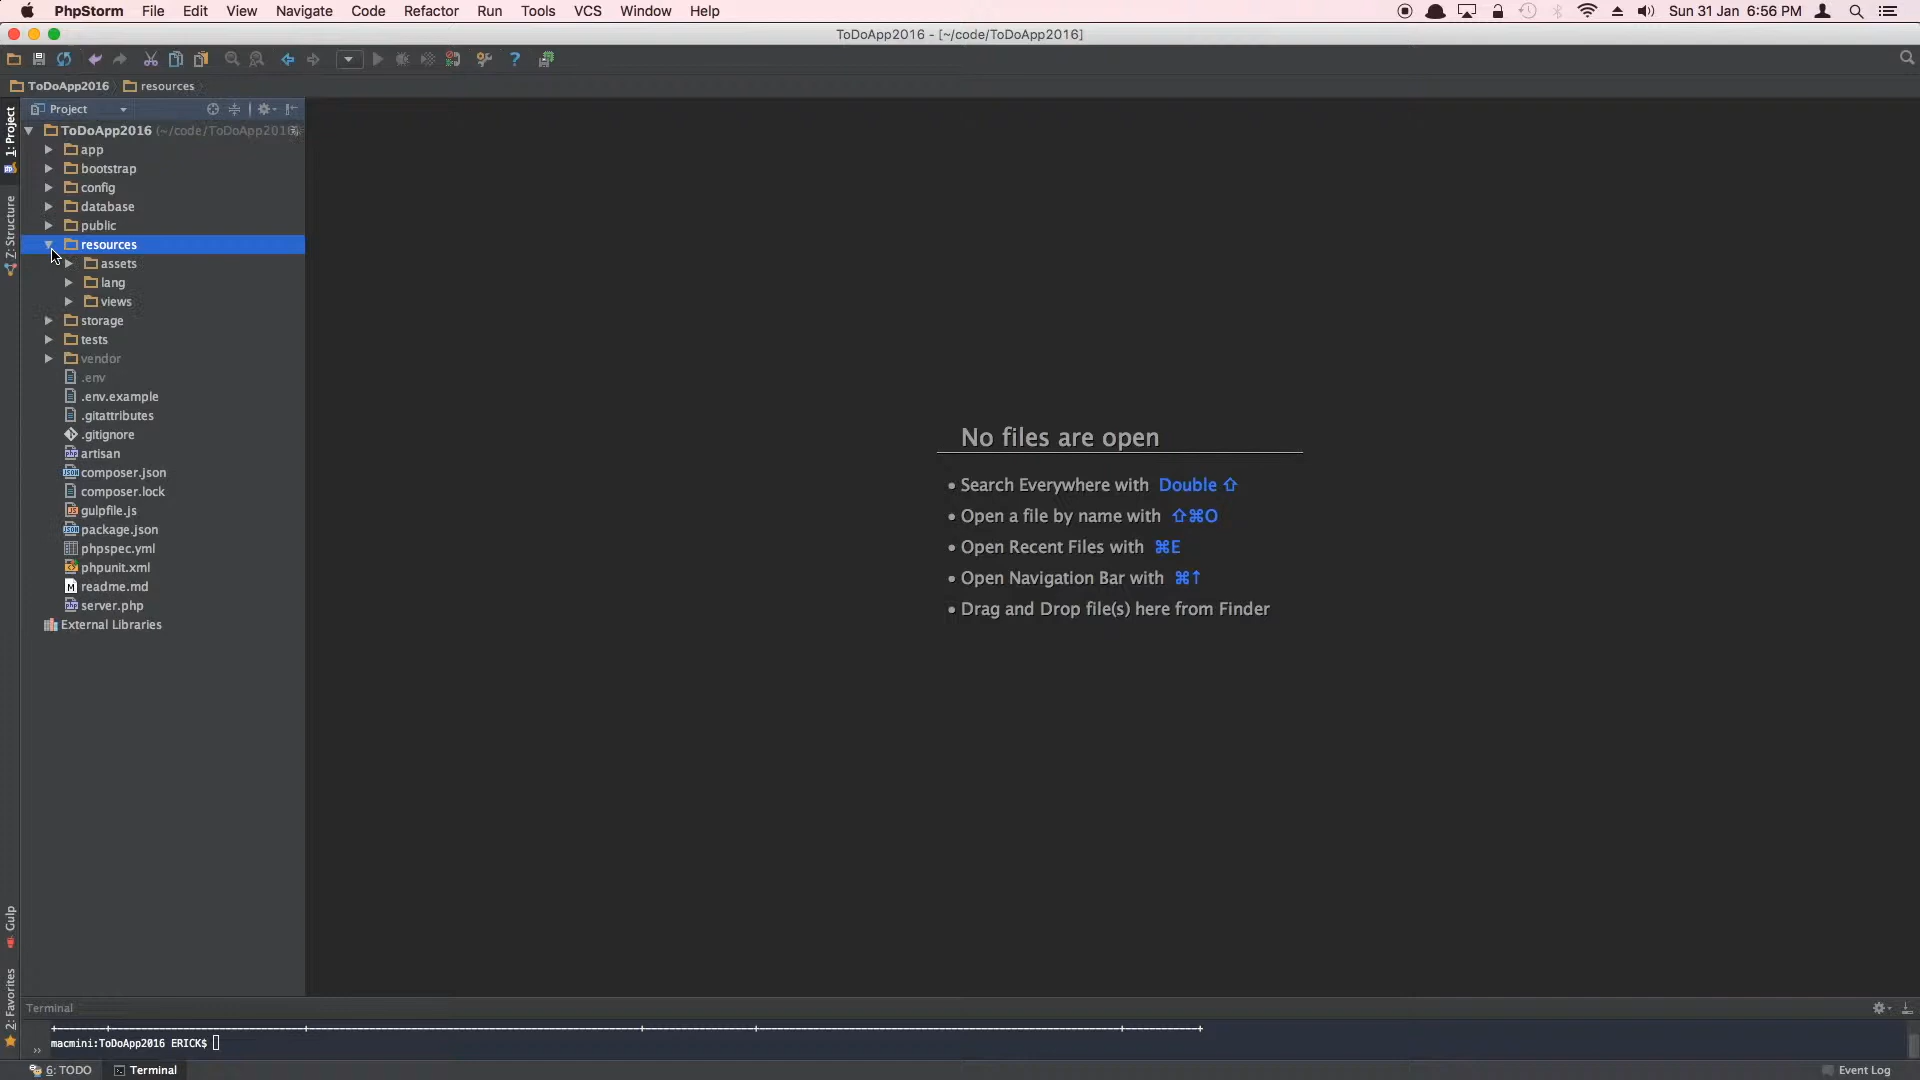 PhpStorm File Edit View Navigate Code Refactor Run Tools VCS Window Help Sun 31 Jan 6:56 PM
ToDoApp2016 - [~/code/ToDoApp2016]
ToDoApp2016 resources
Project
1: Project
Z: Structure
Gulp
2: Favorites
ToDoApp2016 (~/code/ToDoApp2016)
app
bootstrap
config
database
public
resources
assets
lang
views
storage
tests
vendor
.env
.env.example
.gitattributes
.gitignore
artisan
composer.json
composer.lock
gulpfile.js
package.json
phpspec.yml
phpunit.xml
readme.md
server.php
External Libraries
No files are open
• Search Everywhere with Double ⇧
• Open a file by name with ⇧⌘O
• Open Recent Files with ⌘E
• Open Navigation Bar with ⌘↑
• Drag and Drop file(s) here from Finder
Terminal
macmini:ToDoApp2016 ERICK$
6: TODO Terminal Event Log